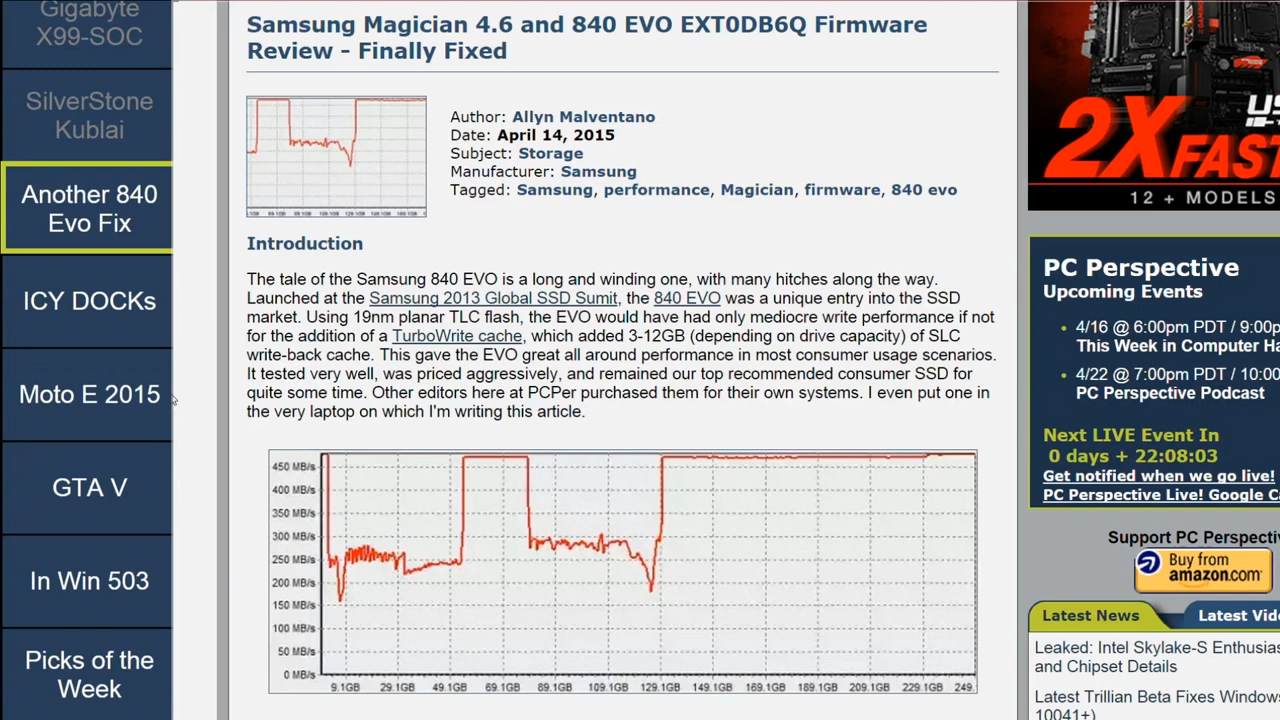 Gigabyte
X99-SOC
SilverStone
Kublai
Another 840
Evo Fix
ICY DOCKs
Moto E 2015
GTA V
In Win 503
Picks of the
Week
Samsung Magician 4.6 and 840 EVO EXT0DB6Q Firmware
Review - Finally Fixed
Author: Allyn Malventano
Date: April 14, 2015
Subject: Storage
Manufacturer: Samsung
Tagged: Samsung, performance, Magician, firmware, 840 evo
Introduction
The tale of the Samsung 840 EVO is a long and winding one, with many hitches along the way.
Launched at the Samsung 2013 Global SSD Sumit, the 840 EVO was a unique entry into the SSD
market. Using 19nm planar TLC flash, the EVO would have had only mediocre write performance if not
for the addition of a TurboWrite cache, which added 3-12GB (depending on drive capacity) of SLC
write-back cache. This gave the EVO great all around performance in most consumer usage scenarios.
It tested very well, was priced aggressively, and remained our top recommended consumer SSD for
quite some time. Other editors here at PCPer purchased them for their own systems. I even put one in
the very laptop on which I'm writing this article.
450 MB/s
400 MB/s
350 MB/s
300 MB/s
250 MB/s
200 MB/s
150 MB/s
100 MB/s
50 MB/s
0 MB/s
9.1GB 29.1GB 49.1GB 69.1GB 89.1GB 109.1GB 129.1GB 149.1GB 169.1GB 189.1GB 209.1GB 229.1GB 249.
2X FAS
12 + MODELS
PC Perspective
Upcoming Events
4/16 @ 6:00pm PDT / 9:00p
This Week in Computer Ha
4/22 @ 7:00pm PDT / 10:00
PC Perspective Podcast
Next LIVE Event In
0 days + 22:08:03
Get notified when we go live!
PC Perspective Live! Google C
Support PC Perspecti
Buy from
amazon.com
Latest News
Latest Vid
Leaked: Intel Skylake-S Enthusias
and Chipset Details
Latest Trillian Beta Fixes Windows
10041+)